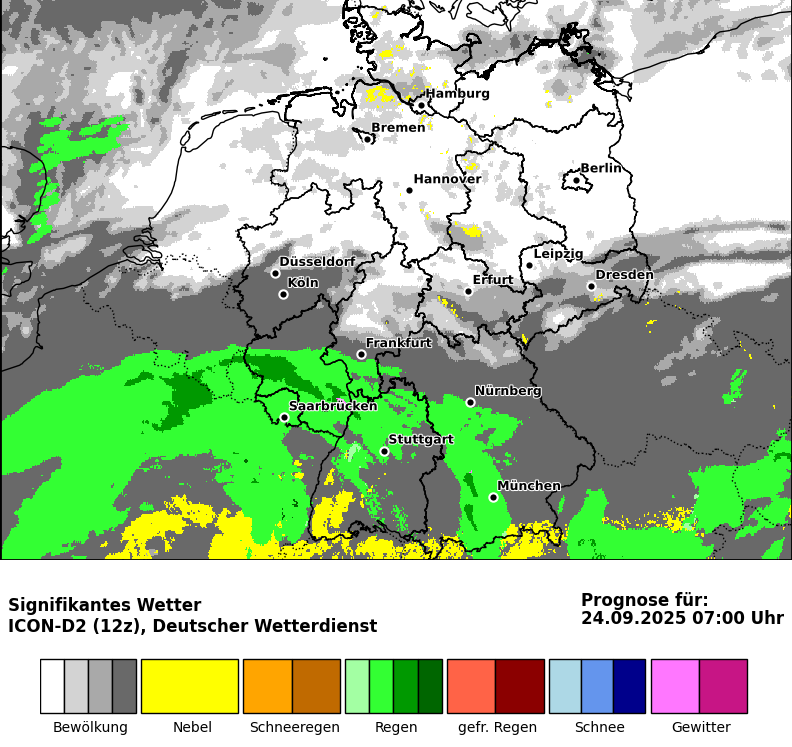 Hamburg
Bremen
Berlin
Hannover
Leipzig
Düsseldorf
Dresden
Köln
Erfurt
Frankfurt
Nürnberg
Saarbrücken
Stuttgart
München
Signifikantes Wetter
ICON-D2 (12z), Deutscher Wetterdienst
Prognose für:
24.09.2025 07:00 Uhr
Bewölkung Nebel Schneeregen Regen gefr. Regen Schnee Gewitter